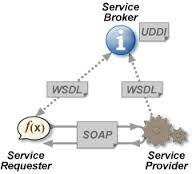 Service
Broker
UDDI
i
WSDL
WSDL
f(x)
SOAP
Service
Requester
Service
Provider